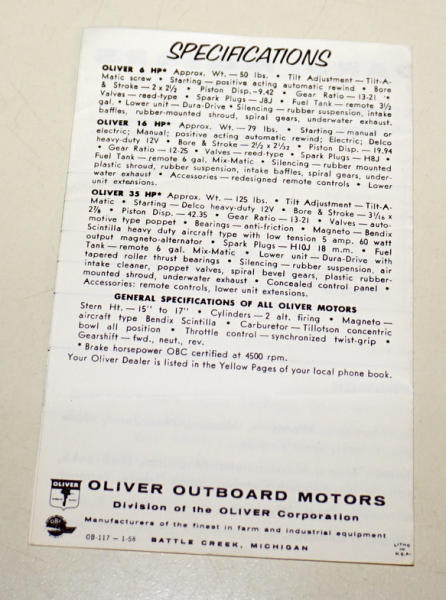 SPECIFICATIONS
OLIVER 6 HP* Approx. Wt. — 50 lbs. • Tilt Adjustment — Tilt-A-
Matic screw • Starting — positive acting automatic rewind • Bore
& Stroke — 2 x 2½ • Piston Disp. — 9.42 • Gear Ratio — 13-21 •
Valves — reed-type • Spark Plugs — J8J • Fuel Tank — remote 3½
gal. • Lower Unit — Dura-Drive • Silencing — rubber suspension, intake
baffles, rubber-mounted shroud, spiral gears, underwater exhaust.
OLIVER 16 HP* Approx. Wt. — 79 lbs. • Starting — manual or
electric; Manual; positive acting automatic rewind; Electric; Delco
heavy-duty 12V • Bore & Stroke — 2½ x 2½ • Piston Disp. — 19.94
• Gear Ratio — 12-25 • Valves — reed-type • Spark Plugs — H8J •
Fuel Tank — remote 6 gal. Mix-Matic • Silencing — rubber mounted
plastic shroud, rubber suspension, intake baffles, spiral gears, under-
water exhaust • Accessories — redesigned remote controls • Lower
unit extensions.
OLIVER 35 HP* Approx. Wt. — 125 lbs. • Tilt Adjustment — Tilt-A-
Matic • Starting — Delco heavy-duty 12V • Bore & Stroke — 3 1/16 x
2⅞ • Piston Disp. — 42.35 • Gear Ratio — 13-21 • Valves — auto-
motive type poppet • Bearings — anti-friction • Magneto — Bendix
Scintilla heavy duty aircraft type with low tension 5 amp. 60 watt
output magneto-alternator • Spark Plugs — H10J 18 m.m. • Fuel
Tank — remote 6 gal. Mix-Matic • Lower unit — Dura-Drive with
tapered roller thrust bearings • Silencing — rubber suspension, air
intake cleaner, poppet valves, spiral bevel gears, plastic rubber-
mounted shroud, underwater exhaust • Concealed control panel •
Accessories: remote controls, lower unit extensions.
GENERAL SPECIFICATIONS OF ALL OLIVER MOTORS
Stern Ht. — 15" to 17" • Cylinders — 2 alt. firing • Magneto —
aircraft type Bendix Scintilla • Carburetor — Tillotson concentric
bowl all position • Throttle control — synchronized twist-grip •
Gearshift — fwd., neut., rev.
* Brake horsepower OBC certified at 4500 rpm.
Your Oliver Dealer is listed in the Yellow Pages of your local phone book.
OLIVER
OLIVER OUTBOARD MOTORS
Division of the OLIVER Corporation
OBC
Manufacturers of the finest in farm and industrial equipment
OB-117 — 1-58
BATTLE CREEK, MICHIGAN
LITHO
IN
U.S.A.